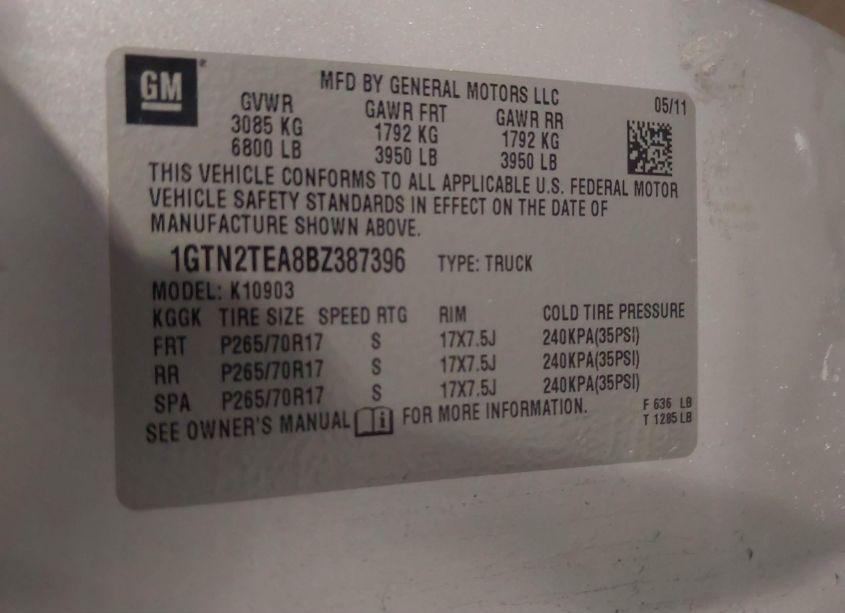 GM
MFD BY GENERAL MOTORS LLC
05/11
GVWR GAWR FRT GAWR RR
3085 KG 1792 KG 1792 KG
6800 LB 3950 LB 3950 LB
THIS VEHICLE CONFORMS TO ALL APPLICABLE U.S. FEDERAL MOTOR
VEHICLE SAFETY STANDARDS IN EFFECT ON THE DATE OF
MANUFACTURE SHOWN ABOVE.
1GTN2TEA8BZ387396 TYPE: TRUCK
MODEL: K10903
KGGK TIRE SIZE SPEED RTG RIM COLD TIRE PRESSURE
FRT P265/70R17 S 17X7.5J 240KPA(35PSI)
RR P265/70R17 S 17X7.5J 240KPA(35PSI)
SPA P265/70R17 S 17X7.5J 240KPA(35PSI)
SEE OWNER'S MANUAL i FOR MORE INFORMATION.
F 636 LB
T 1285 LB